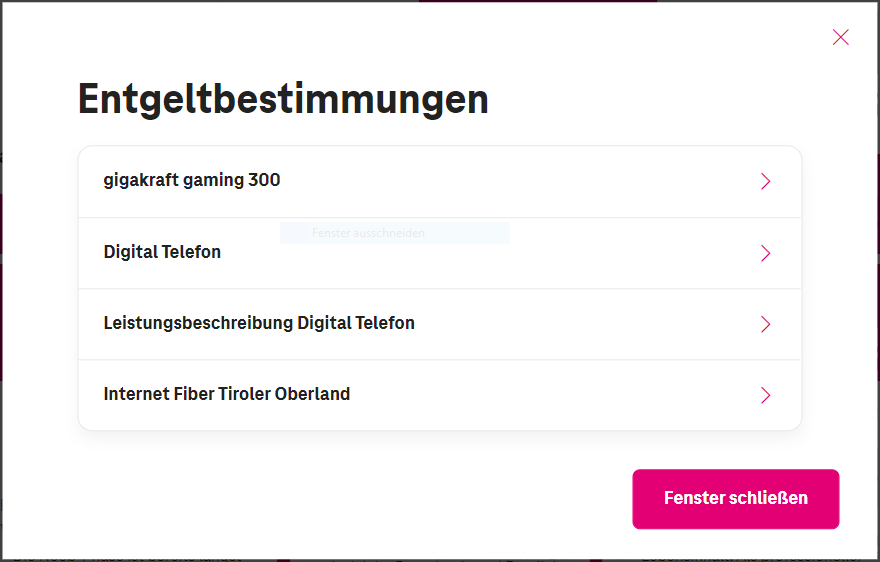 Entgeltbestimmungen
gigakraft gaming 300
Fenster ausschneiden
Digital Telefon
Leistungsbeschreibung Digital Telefon
Internet Fiber Tiroler Oberland
Fenster schließen